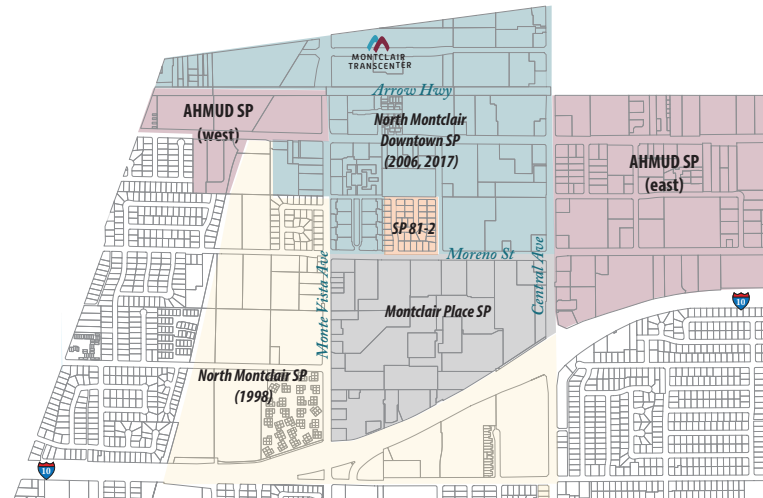 MONTCLAIR
TRANSCENTER
Arrow Hwy
AHMUD SP
(west)
North Montclair
Downtown SP
(2006, 2017)
AHMUD SP
(east)
SP 81-2
Moreno St
Monte Vista Ave
Central Ave
10
Montclair Place SP
North Montclair SP
(1998)
10